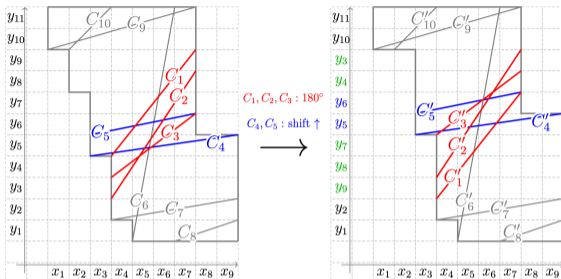 y₁₁ C₁₀ C₉
y₁₀
y₉
y₈ C₁
y₇ C₂
y₆ C₅ C₃
y₅ C₄
y₄
y₃ C₆
y₂ C₇
y₁ C₈
x₁ x₂ x₃ x₄ x₅ x₆ x₇ x₈ x₉
C₁, C₂, C₃ : 180°
C₄, C₅ : shift ↑
y₁₁ C′₁₀ C′₉
y₁₀
y₃
y₄
y₆ C′₅ C′₃
y₅ C′₄
y₇ C′₂
y₈ C′₁
y₉ C′₆
y₂ C′₇
y₁ C′₈
x₁ x₂ x₃ x₄ x₅ x₆ x₇ x₈ x₉